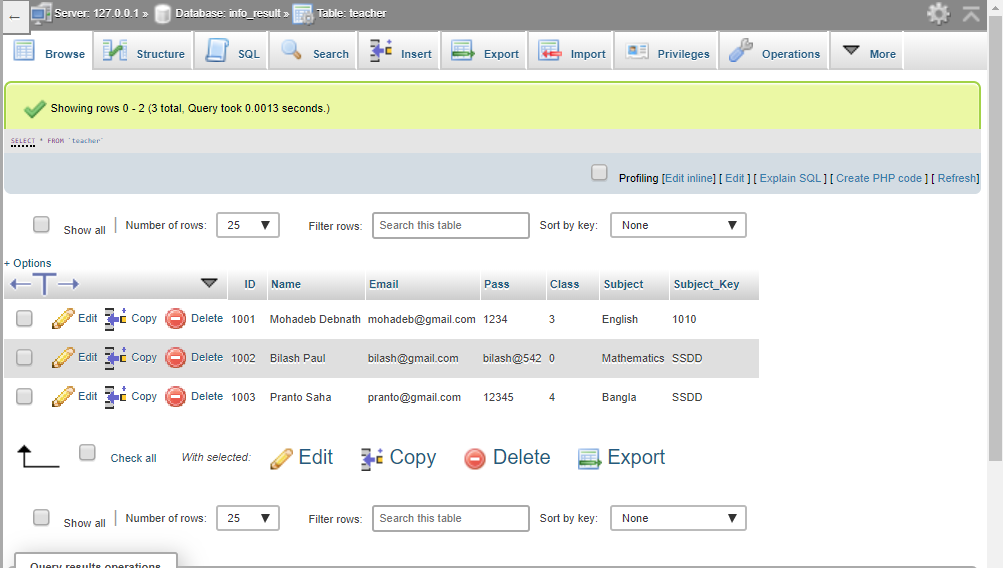 ← Server: 127.0.0.1 » Database: info_result » Table: teacher
Browse Structure SQL Search Insert Export Import Privileges Operations More
Showing rows 0 - 2 (3 total, Query took 0.0013 seconds.)
SELECT * FROM `teacher`
Profiling [Edit inline] [ Edit ] [ Explain SQL ] [ Create PHP code ] [ Refresh]
Show all | Number of rows: 25 Filter rows: Search this table Sort by key: None
+ Options
←T→ ID Name Email Pass Class Subject Subject_Key
Edit Copy Delete 1001 Mohadeb Debnath mohadeb@gmail.com 1234 3 English 1010
Edit Copy Delete 1002 Bilash Paul bilash@gmail.com bilash@542 0 Mathematics SSDD
Edit Copy Delete 1003 Pranto Saha pranto@gmail.com 12345 4 Bangla SSDD
Check all With selected: Edit Copy Delete Export
Show all | Number of rows: 25 Filter rows: Search this table Sort by key: None
Query results operations